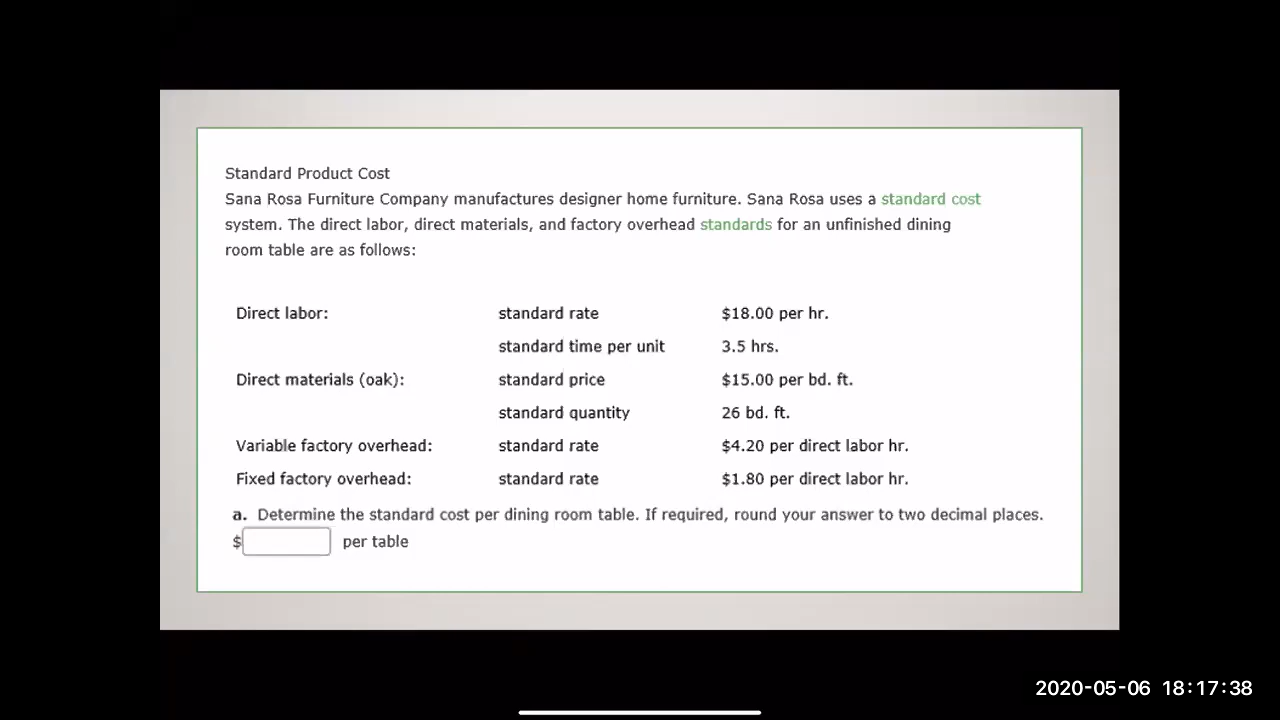 Standard Product Cost
Sana Rosa Furniture Company manufactures designer home furniture. Sana Rosa uses a standard cost
system. The direct labor, direct materials, and factory overhead standards for an unfinished dining
room table are as follows:
Direct labor: standard rate $18.00 per hr.
standard time per unit 3.5 hrs.
Direct materials (oak): standard price $15.00 per bd. ft.
standard quantity 26 bd. ft.
Variable factory overhead: standard rate $4.20 per direct labor hr.
Fixed factory overhead: standard rate $1.80 per direct labor hr.
a. Determine the standard cost per dining room table. If required, round your answer to two decimal places.
$ per table
2020-05-06 18:17:38